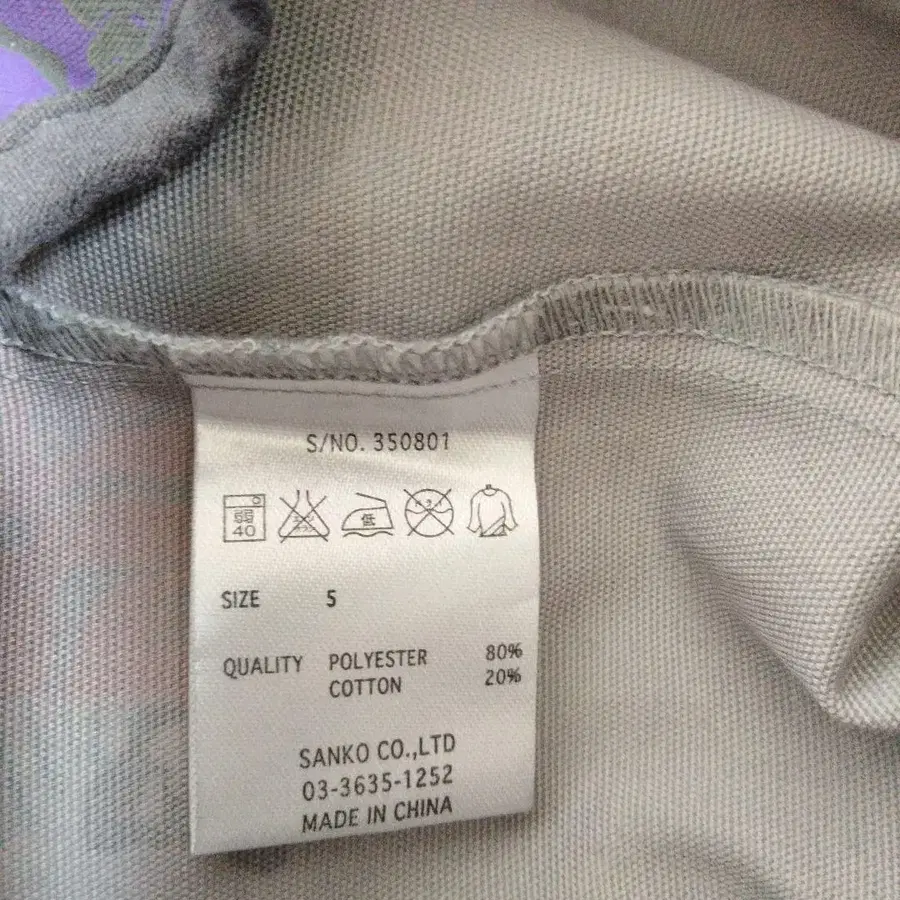 S/NO. 350801
弱 40 低
SIZE 5
QUALITY POLYESTER 80%
COTTON 20%
SANKO CO.,LTD
03-3635-1252
MADE IN CHINA